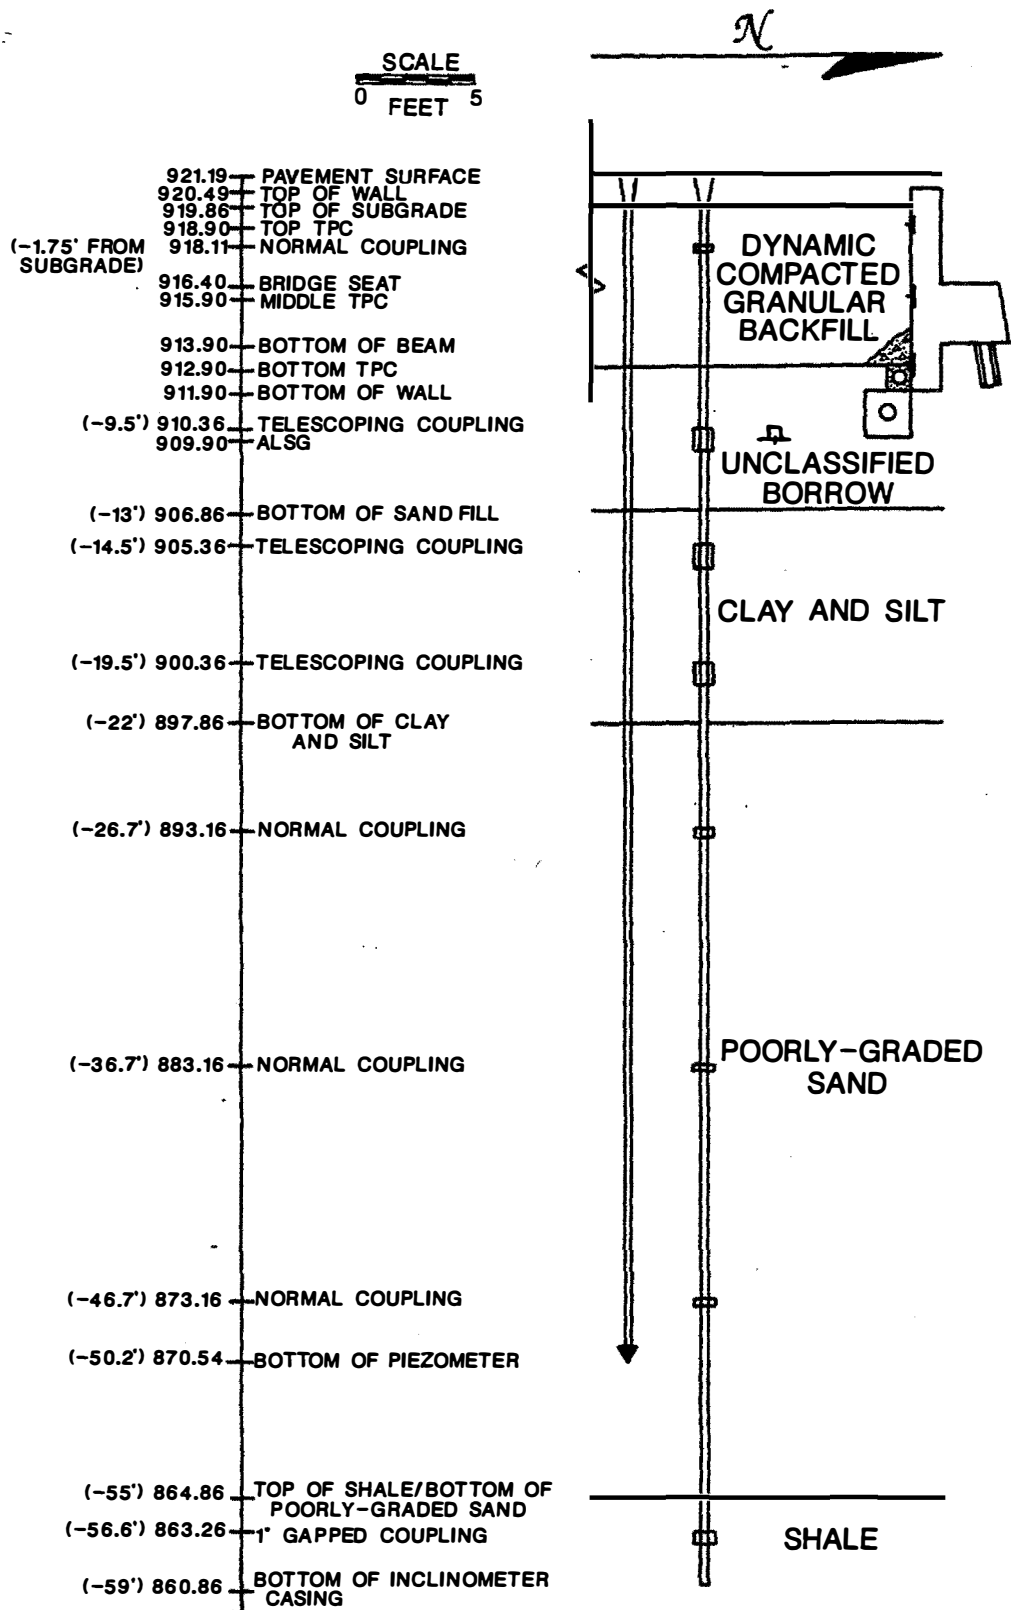 N
SCALE
0 FEET 5
921.19 PAVEMENT SURFACE
920.49 TOP OF WALL
919.86 TOP OF SUBGRADE
918.90 TOP TPC
(-1.75' FROM SUBGRADE) 918.11 NORMAL COUPLING
916.40 BRIDGE SEAT
915.90 MIDDLE TPC
913.90 BOTTOM OF BEAM
912.90 BOTTOM TPC
911.90 BOTTOM OF WALL
(-9.5') 910.36 TELESCOPING COUPLING
909.90 ALSG
(-13') 906.86 BOTTOM OF SAND FILL
(-14.5') 905.36 TELESCOPING COUPLING
(-19.5') 900.36 TELESCOPING COUPLING
(-22') 897.86 BOTTOM OF CLAY
AND SILT
(-26.7') 893.16 NORMAL COUPLING
(-36.7') 883.16 NORMAL COUPLING
(-46.7') 873.16 NORMAL COUPLING
(-50.2') 870.54 BOTTOM OF PIEZOMETER
(-55') 864.86 TOP OF SHALE/BOTTOM OF
POORLY-GRADED SAND
(-56.6') 863.26 1" GAPPED COUPLING
(-59') 860.86 BOTTOM OF INCLINOMETER
CASING
DYNAMIC
COMPACTED
GRANULAR
BACKFILL
UNCLASSIFIED
BORROW
CLAY AND SILT
POORLY-GRADED
SAND
SHALE